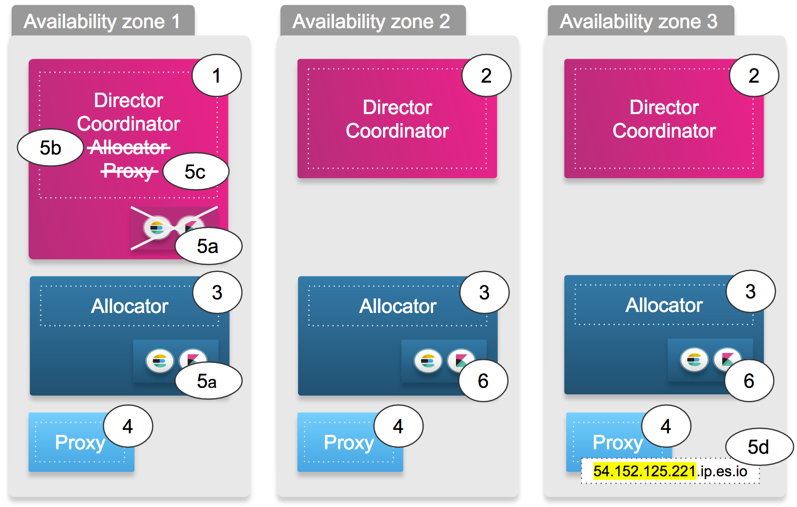 Availability zone 1
1
Director
Coordinator
5b
Allocator
Proxy
5c
5a
Allocator
3
5a
Proxy
4
Availability zone 2
2
Director
Coordinator
Allocator
3
6
Proxy
4
Availability zone 3
2
Director
Coordinator
Allocator
3
6
Proxy
4
5d
54.152.125.221.ip.es.io